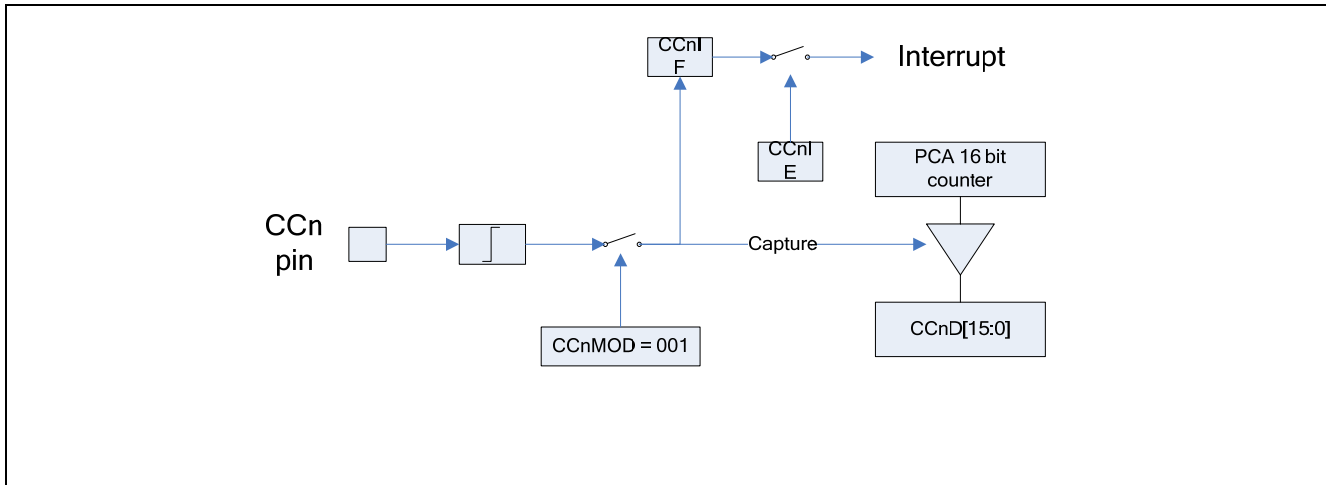 CCnI
F
Interrupt
CCnI
E
PCA 16 bit
counter
CCn
pin
Capture
CCnMOD = 001
CCnD[15:0]